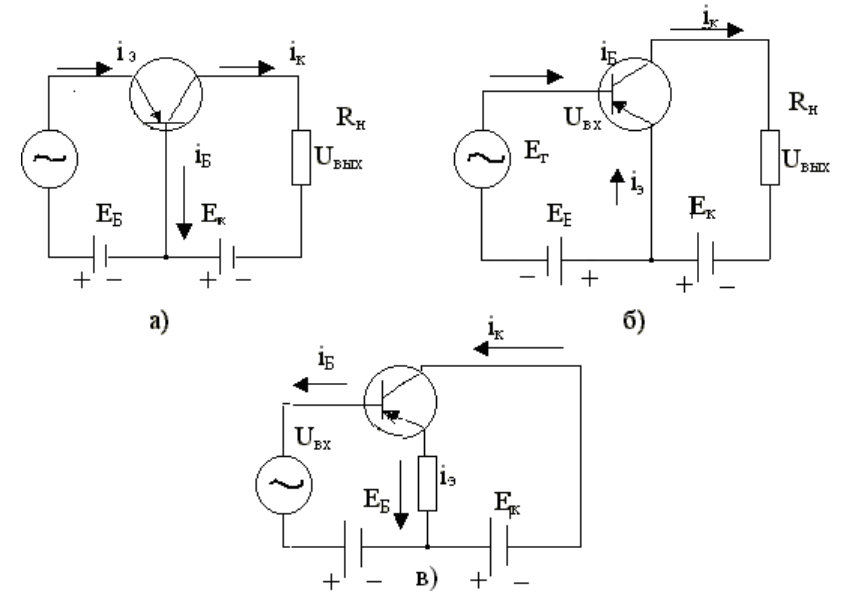 iэ
iк
Rн
Uвых
iБ
EБ
Eк
+ −
+ −
а)
iк
iБ
Uвх
Rн
Eг
Uвых
iэ
EБ
Eк
− +
+ −
б)
iк
iБ
Uвх
EБ
iэ
Eк
+ −
+ −
в)